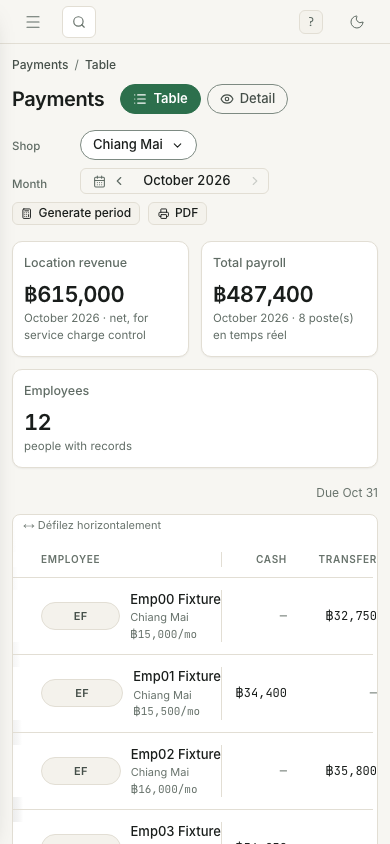 ?
Payments / Table
Payments
Table
Detail
Shop
Chiang Mai
Month
October 2026
Generate period
PDF
Location revenue
฿615,000
October 2026 · net, for
service charge control
Total payroll
฿487,400
October 2026 · 8 poste(s)
en temps réel
Employees
12
people with records
Due Oct 31
↔ Défilez horizontalement
EMPLOYEE CASH TRANSFER
EF
Emp00 Fixture
Chiang Mai
฿15,000/mo
— ฿32,750
EF
Emp01 Fixture
Chiang Mai
฿15,500/mo
฿34,400 —
EF
Emp02 Fixture
Chiang Mai
฿16,000/mo
— ฿35,800
Emp03 Fixture